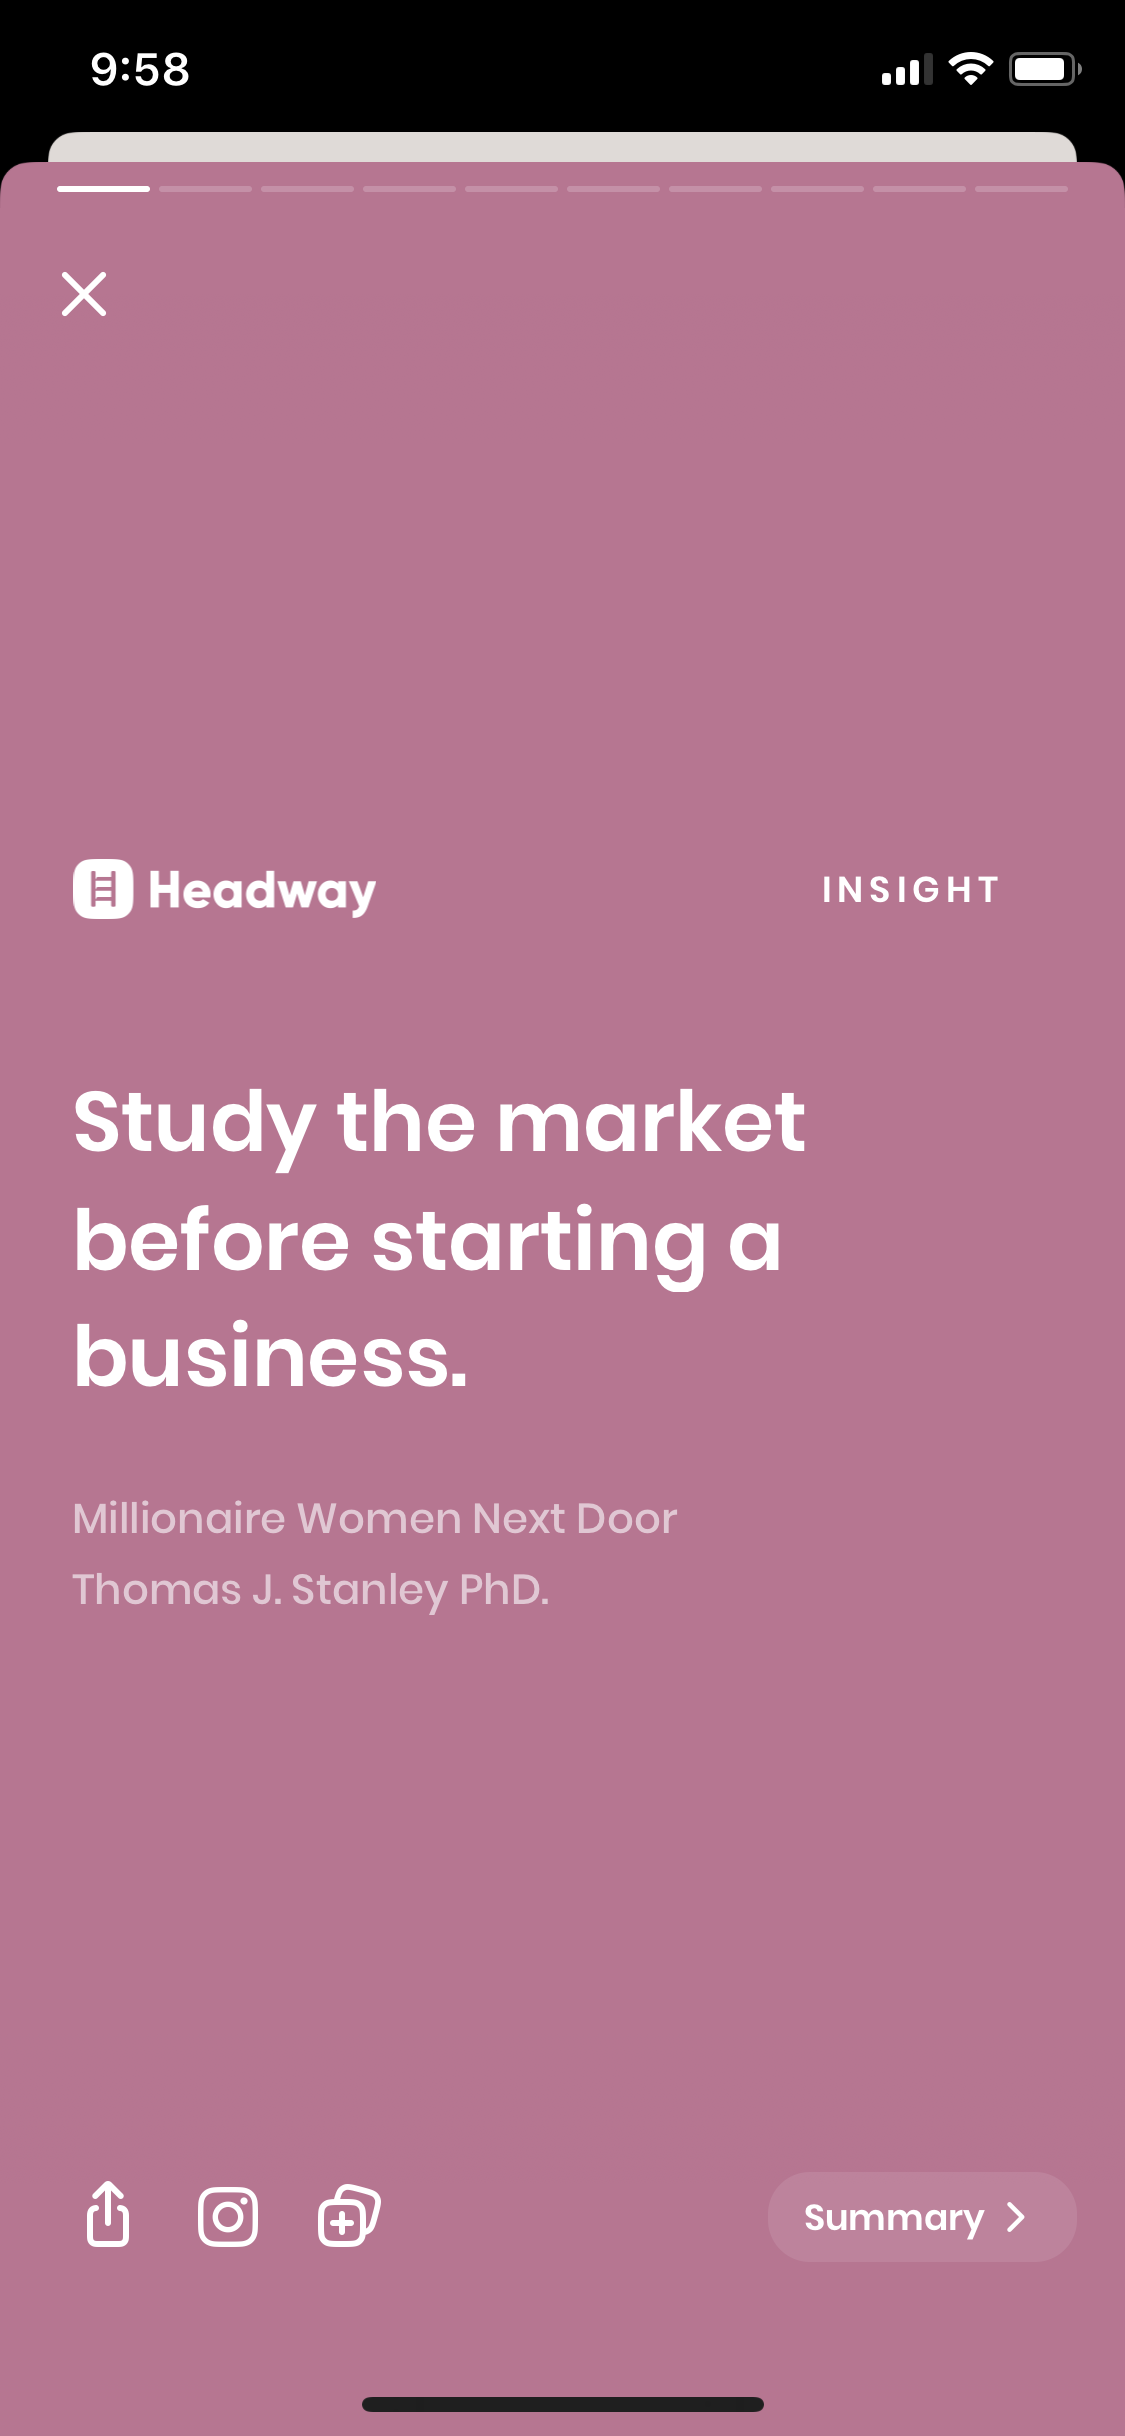 9:58
Headway
INSIGHT
Study the market
before starting a
business.
Millionaire Women Next Door
Thomas J. Stanley PhD.
Summary